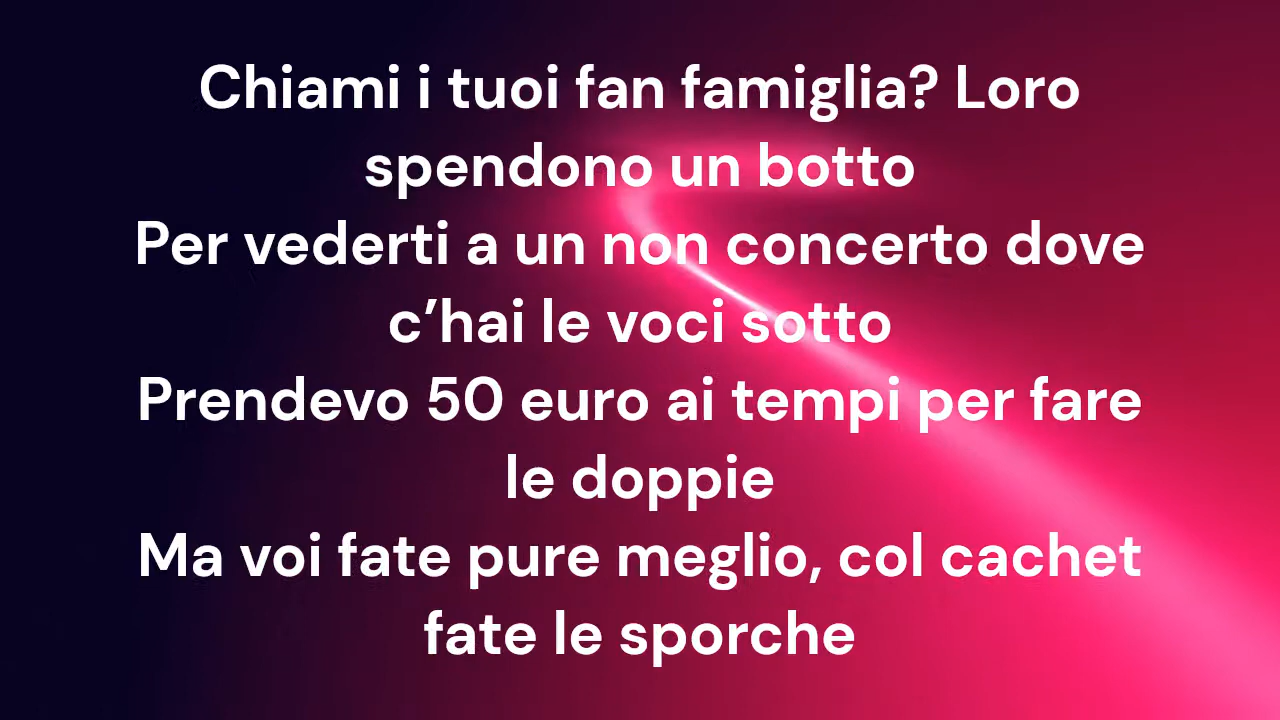 Chiami i tuoi fan famiglia? Loro
spendono un botto
Per vederti a un non concerto dove
c’hai le voci sotto
Prendevo 50 euro ai tempi per fare
le doppie
Ma voi fate pure meglio, col cachet
fate le sporche